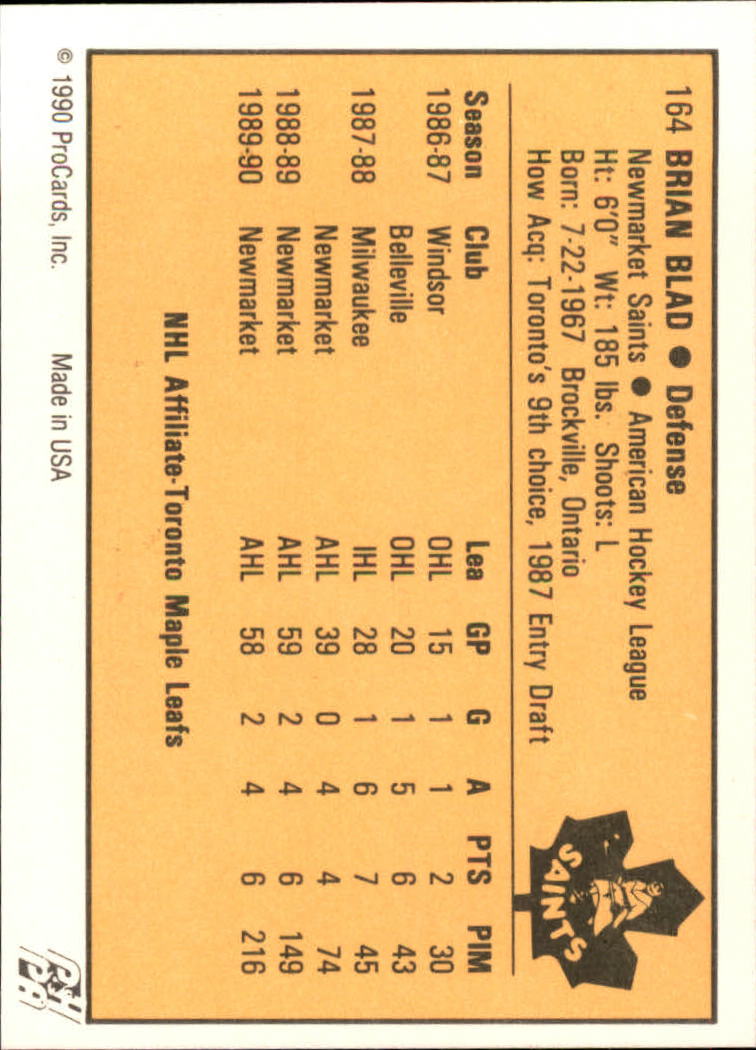 164 BRIAN BLAD ● Defense
Newmarket Saints ● American Hockey League
Ht: 6'0" Wt: 185 lbs. Shoots: L
Born: 7-22-1967 Brockville, Ontario
How Acq: Toronto's 9th choice, 1987 Entry Draft
SAINTS
Season Club Lea GP G A PTS PIM
1986-87 Windsor OHL 15 1 1 2 30
Belleville OHL 20 1 5 6 43
1987-88 Milwaukee IHL 28 1 6 7 45
Newmarket AHL 39 0 4 4 74
1988-89 Newmarket AHL 59 2 4 6 149
1989-90 Newmarket AHL 58 2 4 6 216
NHL Affiliate-Toronto Maple Leafs
© 1990 ProCards, Inc. Made in USA